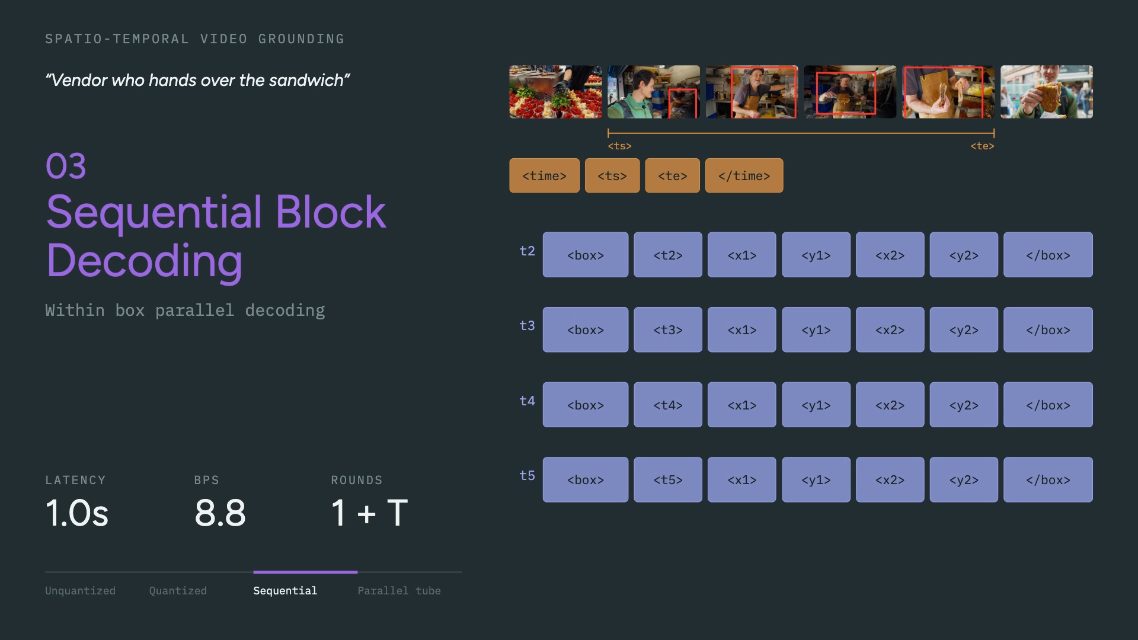 SPATIO-TEMPORAL VIDEO GROUNDING
“Vendor who hands over the sandwich”
03
Sequential Block
Decoding
Within box parallel decoding
LATENCY BPS ROUNDS
1.0s 8.8 1 + T
Unquantized Quantized Sequential Parallel tube
<ts> <te>
<time> <ts> <te> </time>
t2 <box> <t2> <x1> <y1> <x2> <y2> </box>
t3 <box> <t3> <x1> <y1> <x2> <y2> </box>
t4 <box> <t4> <x1> <y1> <x2> <y2> </box>
t5 <box> <t5> <x1> <y1> <x2> <y2> </box>